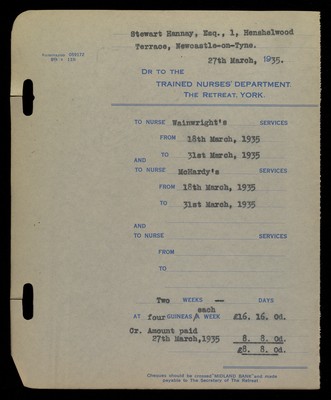 Stewart Hannay, Esq., 1, Henshelwood
Terrace, Newcastle-on-Tyne.
27th March, 1935.
DR TO THE
TRAINED NURSES' DEPARTMENT.
THE RETREAT, YORK.
TO NURSE Wainwright's SERVICES
FROM 18th March, 1935
TO 31st March, 1935
AND
TO NURSE McHardy's SERVICES
FROM 18th March, 1935
TO 31st March, 1935
AND
TO NURSE SERVICES
FROM
TO
Two WEEKS — DAYS
each
AT four GUINEAS A WEEK £16. 16. 0d.
Cr. Amount paid
27th March,1935 8. 8. 0d.
£8. 8. 0d.
Cheques should be crossed "MIDLAND BANK" and made
payable to The Secretary of The Retreat